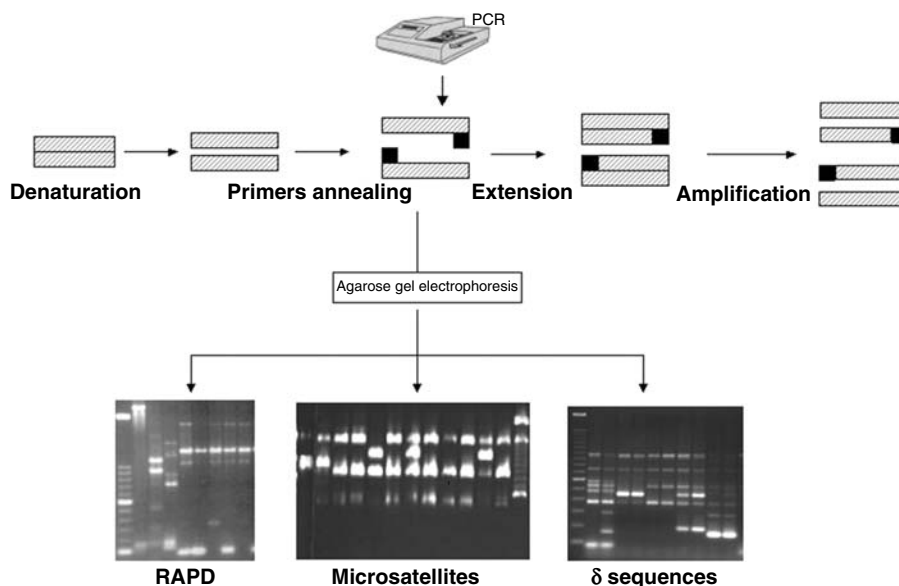 PCR
Denaturation
Primers annealing
Extension
Amplification
Agarose gel electrophoresis
RAPD
Microsatellites
δ sequences